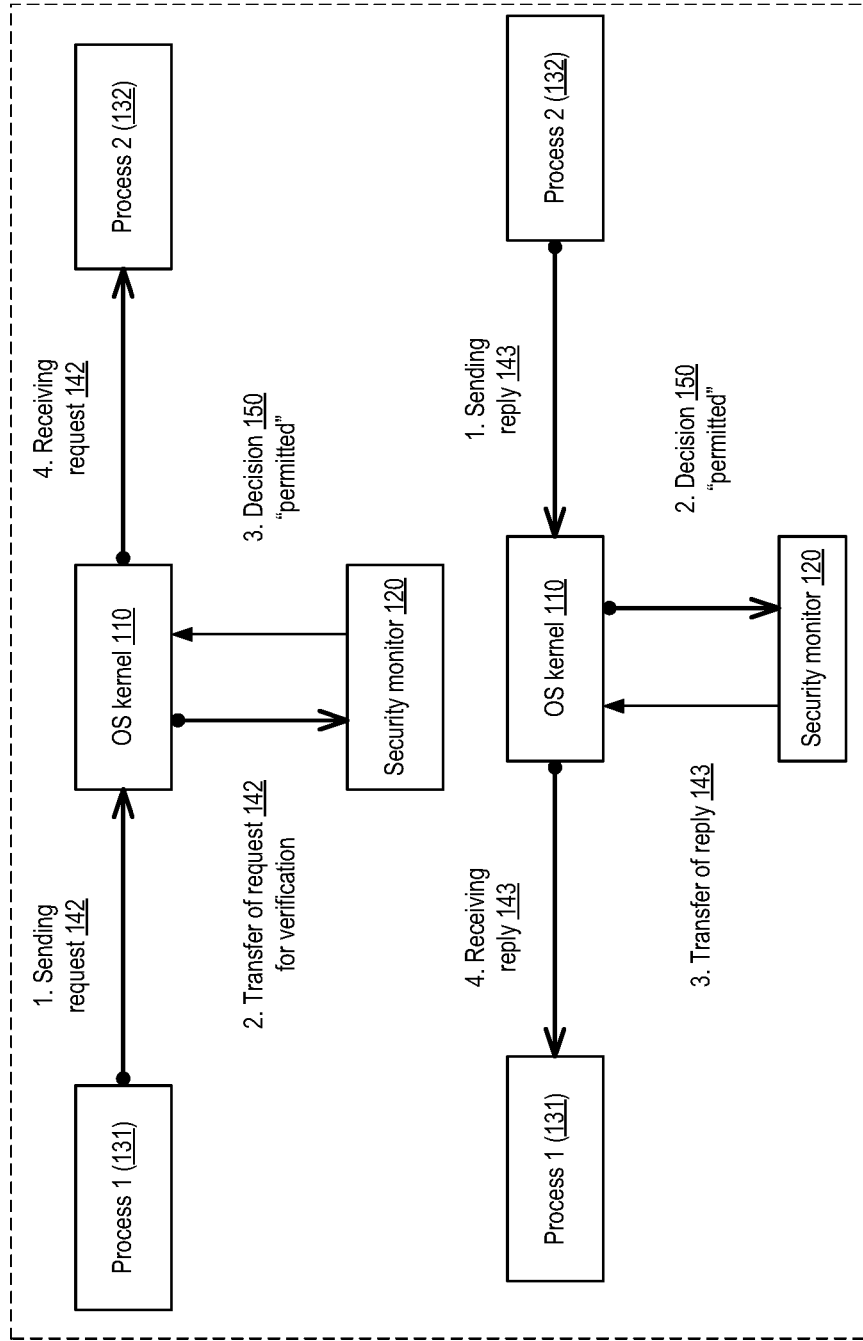 Process 1 (131)
1. Sending
request 142
OS kernel 110
4. Receiving
request 142
Process 2 (132)
2. Transfer of request 142
for verification
Security monitor 120
3. Decision 150
“permitted”
Process 1 (131)
4. Receiving
reply 143
OS kernel 110
1. Sending
reply 143
Process 2 (132)
3. Transfer of reply 143
Security monitor 120
2. Decision 150
“permitted”